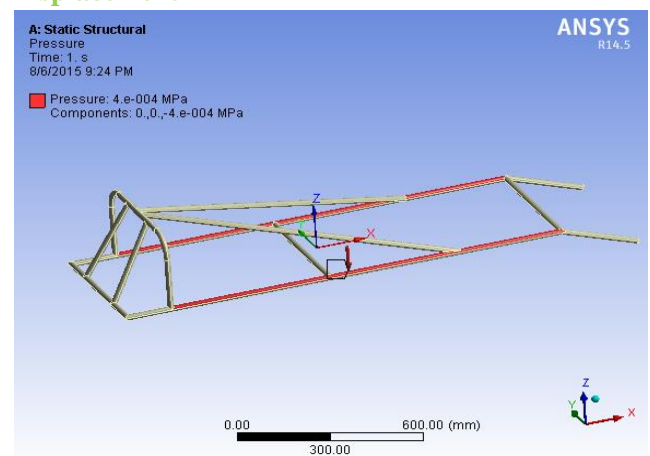 A: Static Structural
Pressure
Time: 1. s
8/6/2015 9:24 PM
ANSYS
R14.5
Pressure: 4.e-004 MPa
Components: 0.,0.,-4.e-004 MPa
Z
Y
X
Z
Y
X
0.00
600.00 (mm)
300.00